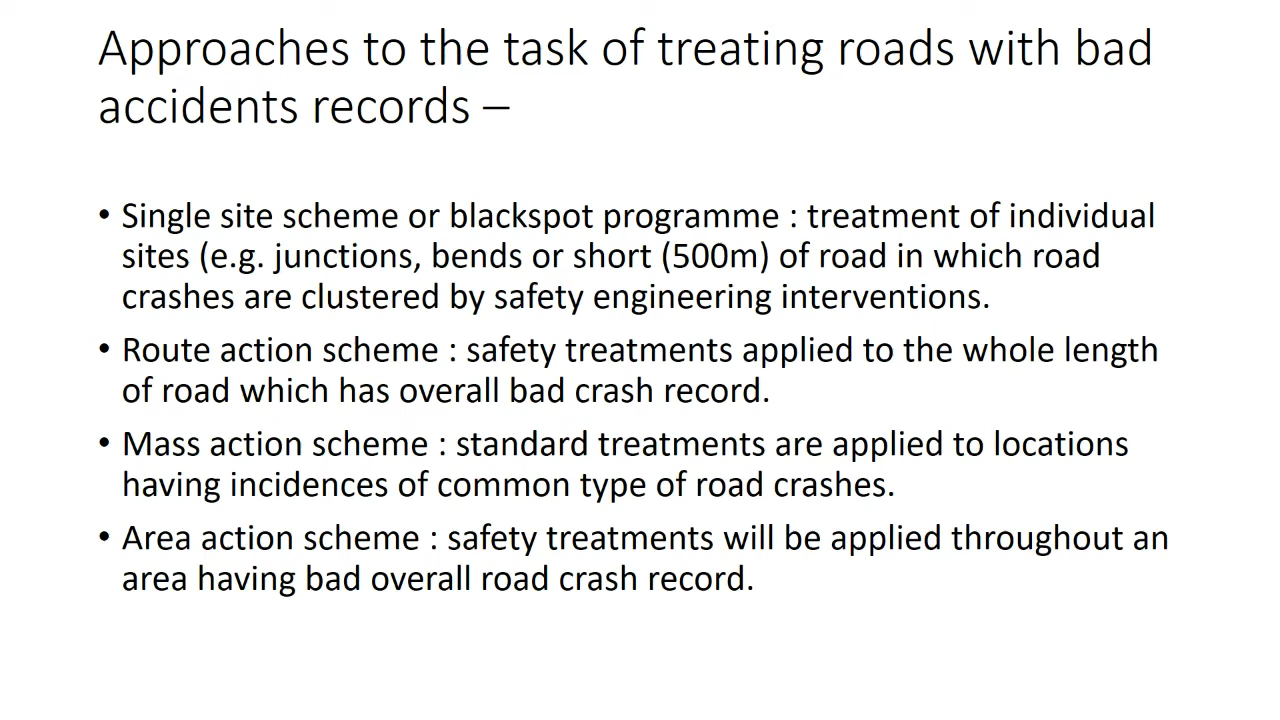 Approaches to the task of treating roads with bad
accidents records –
• Single site scheme or blackspot programme : treatment of individual
sites (e.g. junctions, bends or short (500m) of road in which road
crashes are clustered by safety engineering interventions.
• Route action scheme : safety treatments applied to the whole length
of road which has overall bad crash record.
• Mass action scheme : standard treatments are applied to locations
having incidences of common type of road crashes.
• Area action scheme : safety treatments will be applied throughout an
area having bad overall road crash record.